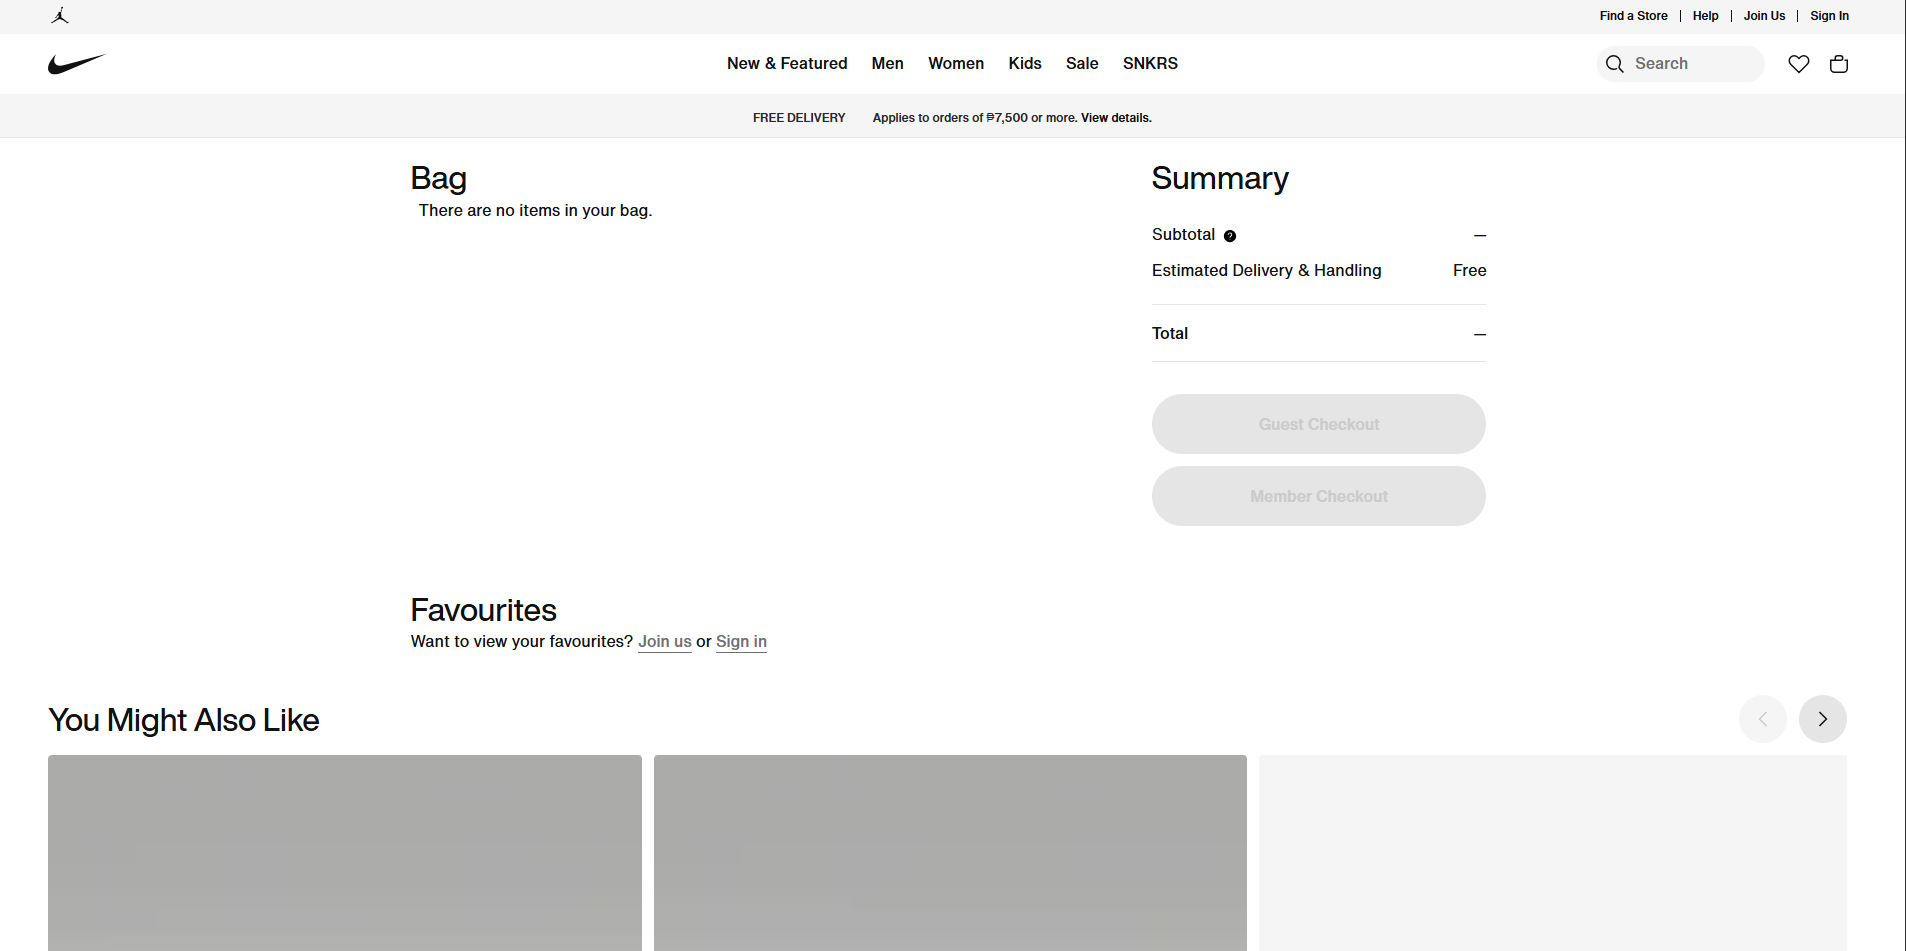 Find a Store | Help | Join Us | Sign In
New & Featured Men Women Kids Sale SNKRS Search
FREE DELIVERY Applies to orders of ₱7,500 or more. View details.
Bag
There are no items in your bag.
Summary
Subtotal ? —
Estimated Delivery & Handling Free
Total —
Guest Checkout
Member Checkout
Favourites
Want to view your favourites? Join us or Sign in
You Might Also Like